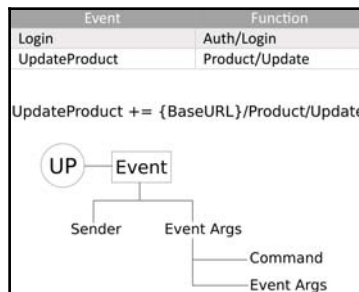 Event Function
Login Auth/Login
UpdateProduct Product/Update
UpdateProduct += {BaseURL}/Product/Update
UP Event
Sender Event Args
Command
Event Args